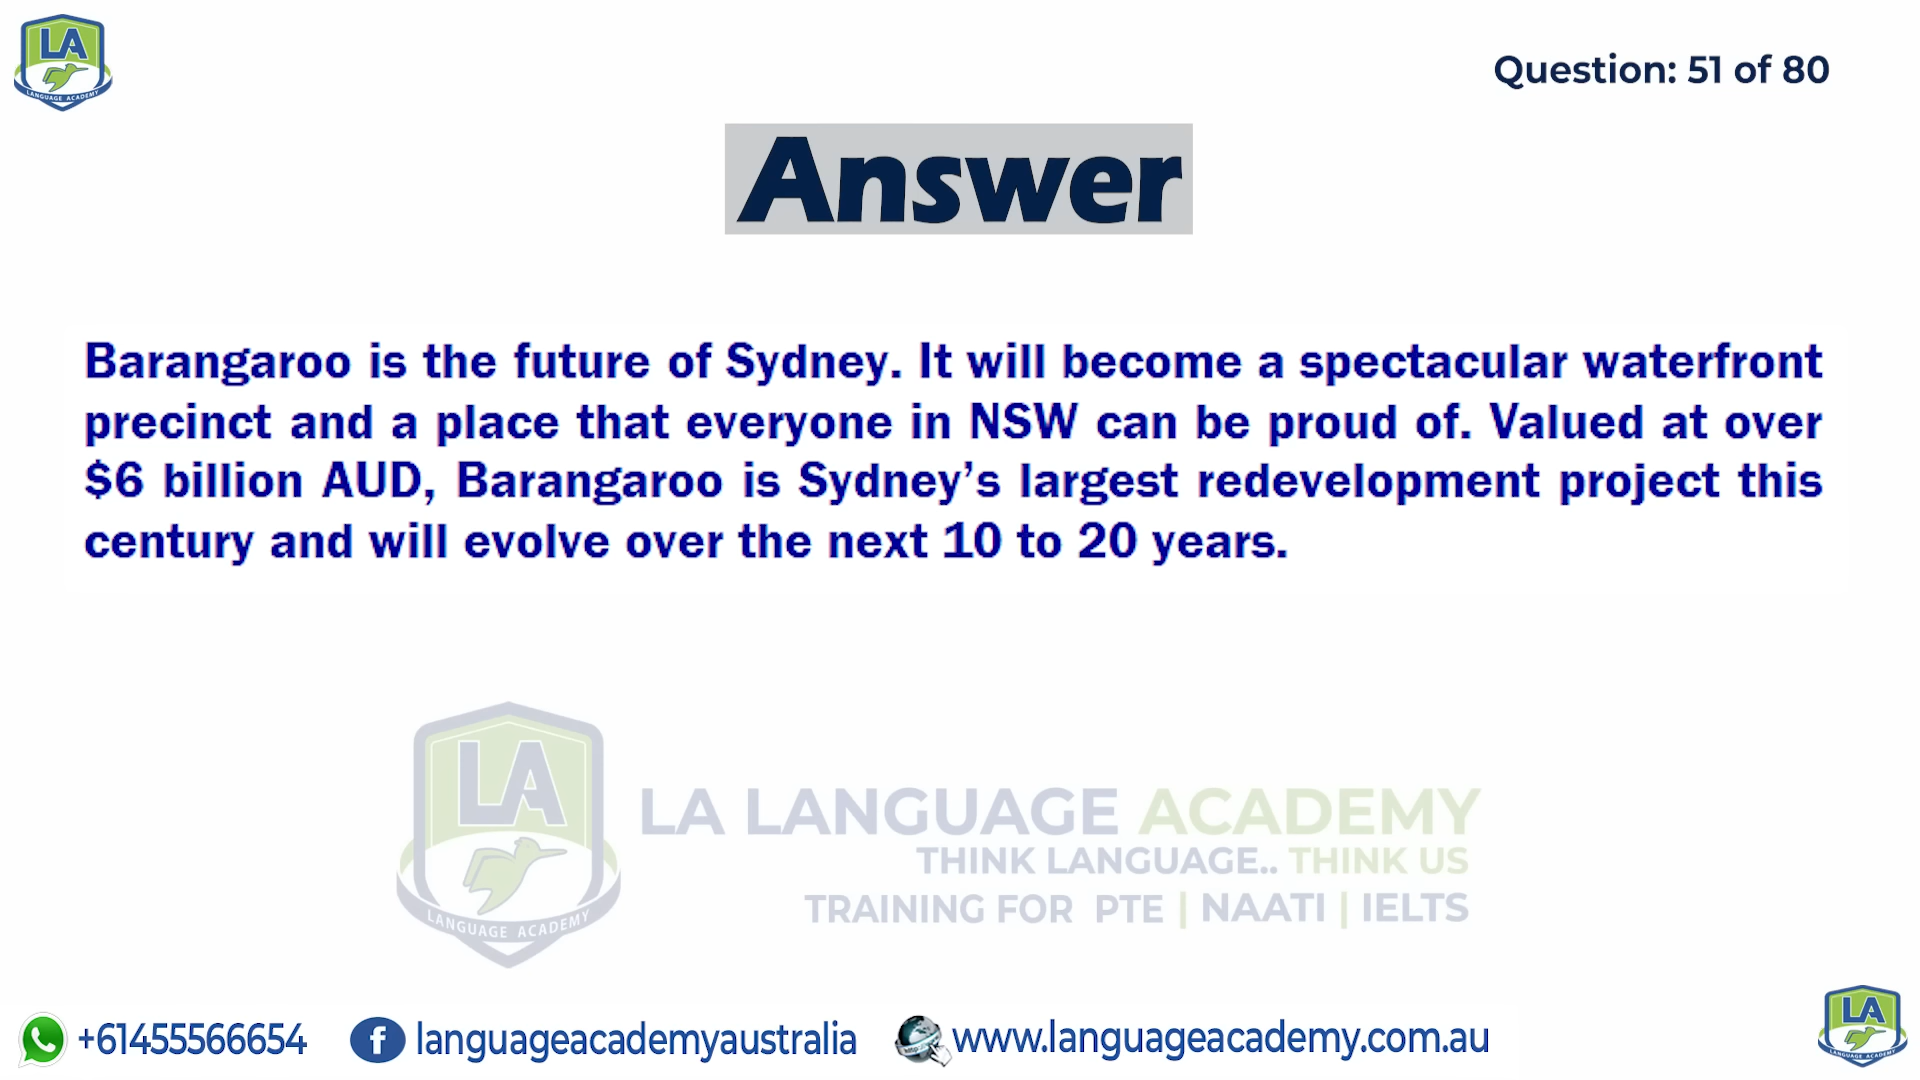 LA
LANGUAGE ACADEMY
Question: 51 of 80
Answer
Barangaroo is the future of Sydney. It will become a spectacular waterfront
precinct and a place that everyone in NSW can be proud of. Valued at over
$6 billion AUD, Barangaroo is Sydney’s largest redevelopment project this
century and will evolve over the next 10 to 20 years.
LA
LANGUAGE ACADEMY
LA LANGUAGE ACADEMY
THINK LANGUAGE.. THINK US
TRAINING FOR PTE | NAATI | IELTS
+61455566654
languageacademyaustralia
www.languageacademy.com.au
LA
LANGUAGE ACADEMY